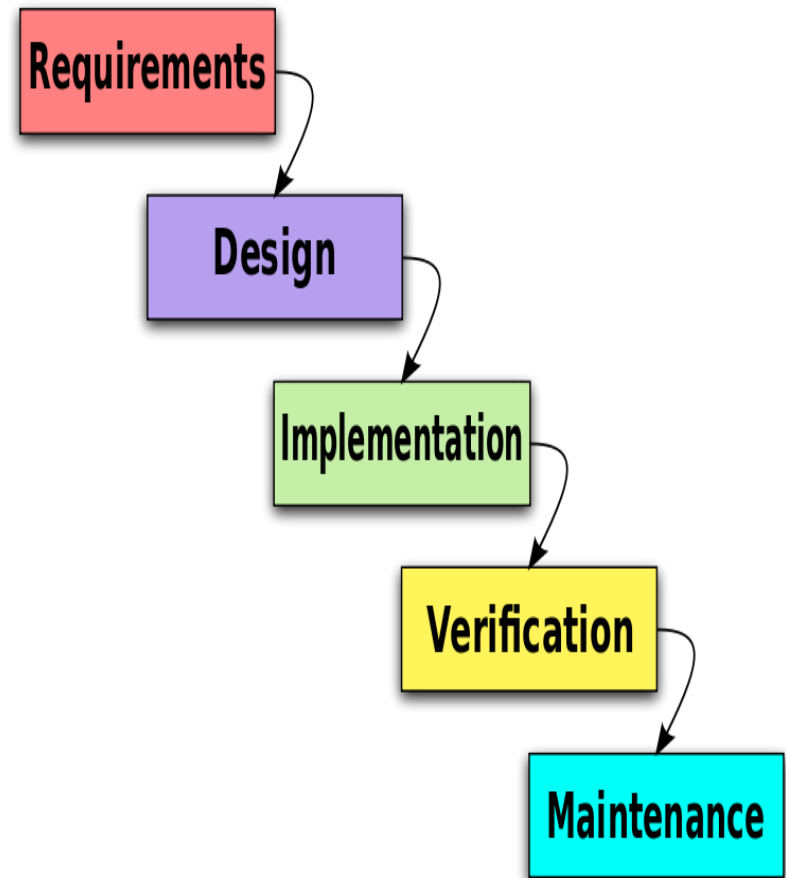 Requirements
Design
Implementation
Verification
Maintenance